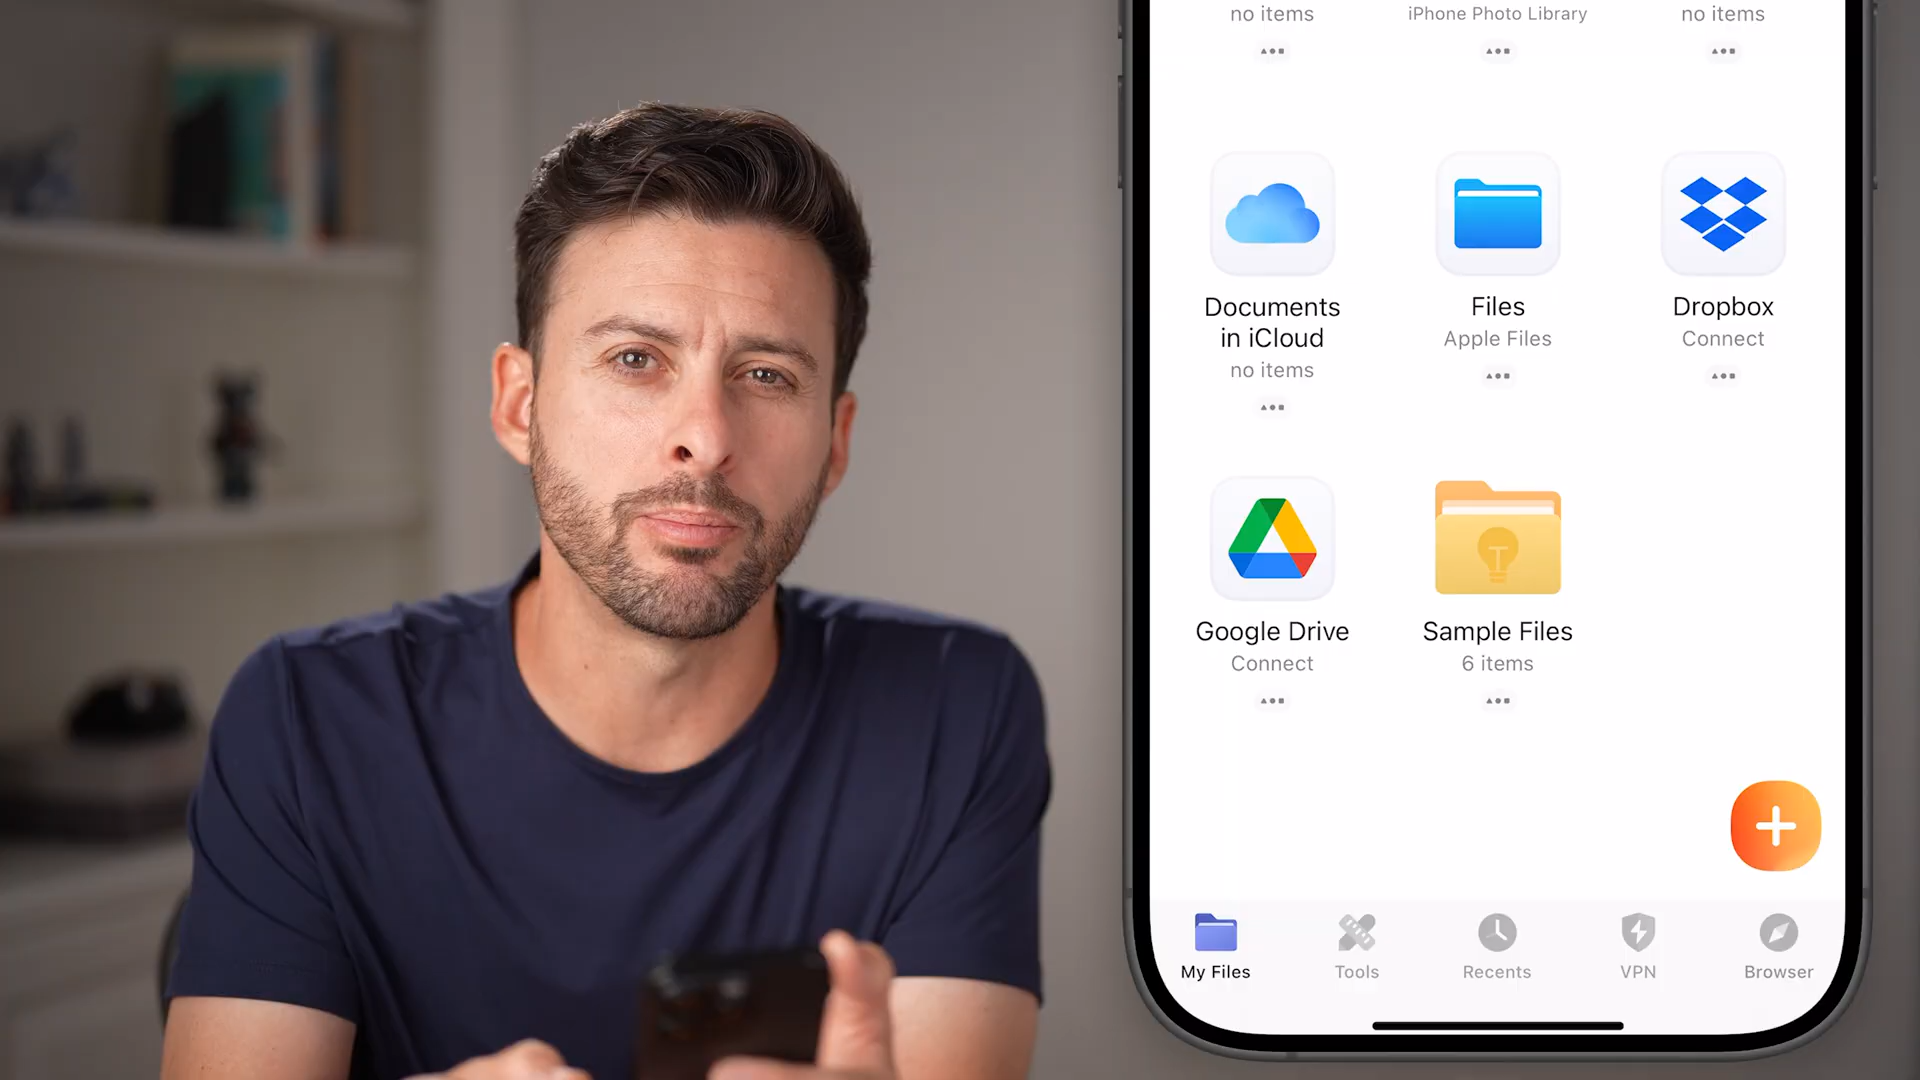 no items
iPhone Photo Library
no items
Documents
in iCloud
no items
Files
Apple Files
Dropbox
Connect
Google Drive
Connect
Sample Files
6 items
My Files
Tools
Recents
VPN
Browser